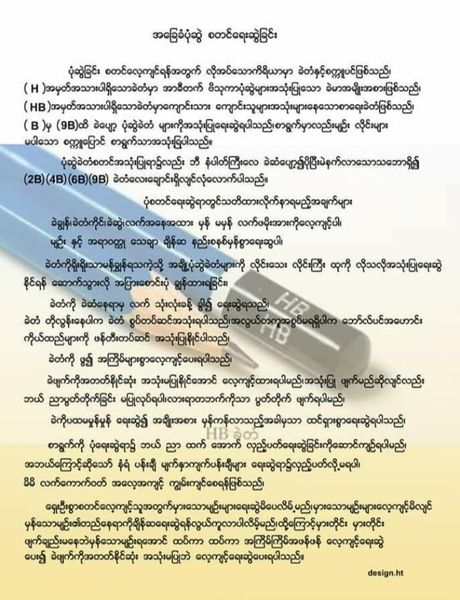 အခြေခံပုံဆွဲ စတင်ရေးဆွဲခြင်း
ပုံဆွဲခြင်း စတင်လေ့ကျင်ရန်အတွက် လိုအပ်သောကိရိယာမှာ ခဲတံနှင့်စက္ကူပင်ဖြစ်သည်၊
( H )အမှတ်အသားပါရှိသောခဲတံမှာ အာခီတက် ဗိသုကာပုံဆွဲများအသုံးပြုသော ခဲမာအမျိုးအစားဖြစ်သည်၊
(HB)အမှတ်အသားပါရှိသောခဲတံမှာကျောင်းသား ကျောင်းသူများအသုံးများနေသောစာရေးခဲတံဖြစ်သည်၊
( B )မှ (9B)ထိ ခဲပျော့ ပုံဆွဲခဲတံ များကိုအသုံးပြုရေးဆွဲရပါသည်၊စာရွက်မှာလည်းမျဉ်း လိုင်းများ
မပါသော စက္ကူပြောင် စာရွက်သာအသုံးပြုရပါသည်၊
ပုံဆွဲခဲတံစတင်အသုံးပြုရာ၌လည်း ဘီ နံပါတ်ကြီးလေ ခဲဆံပျော့၍ပိုပြီးမဲနက်လာသောသဘောရှိ၍
(2B)(4B)(6B)(9B) ခဲတံလေးချောင်းရှိလျင်လုံလောက်ပါသည်၊
ပုံစတင်ရေးဆွဲရာတွင်သတိထားလိုက်နာရမည့်အချက်များ
ခဲချွန်၊ခဲတံကိုင်၊ခဲဆွဲ၊လက်အနေအထား မှန် မမှန် လက်ဖမိုးအားကိုလေ့ကျင့်ပါ၊
မျဉ်း နှင့် အရာဝတ္ထု သေချာ ချိန်ဆ နည်းစနစ်မှန်စွာရေးဆွပါ၊
ခဲတံကိုရိုးရိုးသာမန်ချွန်ရသကဲ့သို့ အချို့ပုံဆွဲခဲတံများကို လိုင်းသေး လိုင်းကြီး ထုကို လိုသလိုအသုံးပြုရေးဆွဲ
နိုင်ရန် ဆောက်သွားလို အပြားစောင်းပုံ ချွန်ထားရခြင်း၊
ခဲတံကို ခဲဆံနေရာမှ လက် သုံးလုံးခန့် ခွါ၍ ရေးဆွဲရသည်၊
ခဲတံ တိုလွန်းနေပါက ခဲတံ စွပ်တပ်ဆင်အသုံးရပါသည်၊အလွယ်တကူအစွပ်မရရှိပါက ဘော်လ်ပင်အဟောင်း
ကိုယ်ထည်များကို ဖန်တီးတပ်ဆင် အသုံးပြုနိုင်ပါသည်၊
ခဲတံကို ဖွ၍ အကြိမ်များစွာလေ့ကျင့်ပေးရပါသည်၊
ခဲဖျက်ကိုအတတ်နိုင်ဆုံး အသုံးမပြုနိုင်အောင် လေ့ကျင့်ထားရပါမည်၊အသုံးပြု ဖျက်မည်ဆိုလျင်လည်း
ဘယ် ညာပွတ်တိုက်ခြင်း မပြုလုပ်ရပါ၊လားရာတဘက်ကိုသာ ပွတ်တိုက် ဖျက်ရပါမည်၊
ခဲကိုပထမမှုန်မှုန် ရေးဆွဲ၍ အချိုးအစား မှန်ကန်လာသည့်အခါမှသာ ထင်ရှားစွာရေးဆွဲရပါသည်၊
HB ခဲတံ
စာရွက်ကို ပုံရေးဆွဲရာ၌ ဘယ် ညာ ထက် အောက် လှည့်ပတ်ရေးဆွဲခြင်းကိုဆောင်ကျဉ်ရပါမည်၊
အဘယ်ကြောင့်ဆိုသော် နံရံ ပန်းချီ မျက်နှာကျက်ပန်းချီများ ရေးဆွဲရာ၌လှည့်ပတ်လို့မရပါ၊
မိမိ လက်ကောက်ဝတ် အလေ့အကျင့် ကျွမ်းကျင်စေရန်ဖြစ်သည်၊
ရှေးဦးစွာစတင်လေ့ကျင့်သူအတွက်မှားသောမျဉ်းများရေးဆွဲမိပေလိမ့်မည်၊မှားသောမျဉ်းများလေ့ကျင့်မိလျင်
မှန်သောမျဉ်း၏တည်နေရာကိုချိန်ဆရေးဆွဲရန်လွယ်ကူလာပါလိမ့်မည်၊ထို့ကြောင့်မှားတိုင်း မှားတိုင်း
ဖျက်ချည်းမနေဘဲမှန်သောမျဉ်းရအောင် ထပ်ကာ ထပ်ကာ အကြိမ်ကြိမ်အဖန်ဖန် လေ့ကျင့်ရေးဆွဲ
ပေး၍ ခဲဖျက်ကိုအတတ်နိုင်ဆုံး အသုံးမပြုဘဲ လေ့ကျင့်ရေးဆွဲပေးရပါသည်၊
design.ht
HB
HB